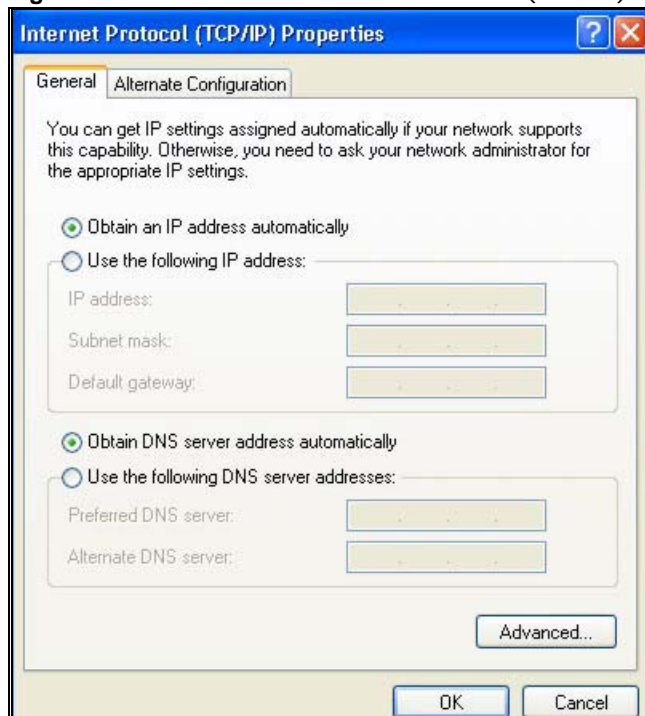 Internet Protocol (TCP/IP) Properties
General Alternate Configuration
You can get IP settings assigned automatically if your network supports
this capability. Otherwise, you need to ask your network administrator for
the appropriate IP settings.
Obtain an IP address automatically
Use the following IP address:
IP address:
Subnet mask:
Default gateway:
Obtain DNS server address automatically
Use the following DNS server addresses:
Preferred DNS server:
Alternate DNS server:
Advanced...
OK Cancel